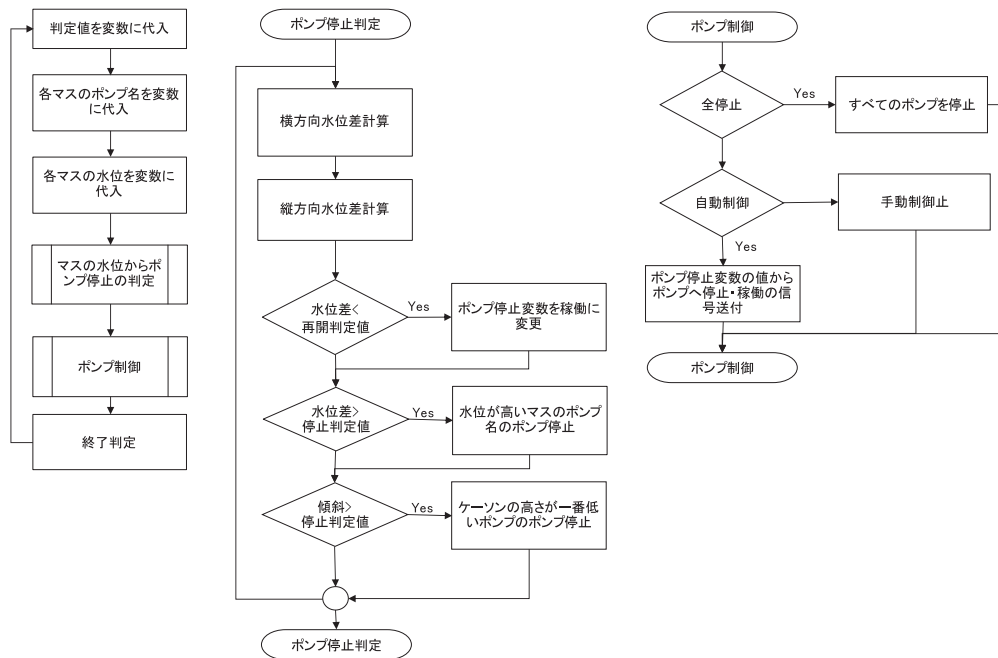 判定値を変数に代入
各マスのポンプ名を変数
に代入
各マスの水位を変数に
代入
マスの水位からポ
ンプ停止の判定
ポンプ制御
終了判定
ポンプ停止判定
横方向水位差計算
縦方向水位差計算
水位差<
再開判定値
Yes
ポンプ停止変数を稼働に
変更
水位差>
停止判定値
Yes
水位が高いマスのポンプ
名のポンプ停止
傾斜>
停止判定値
Yes
ケーソンの高さが一番低
いポンプのポンプ停止
ポンプ停止判定
ポンプ制御
全停止
Yes
すべてのポンプを停止
自動制御
手動制御止
Yes
ポンプ停止変数の値から
ポンプへ停止・稼働の信
号送付
ポンプ制御